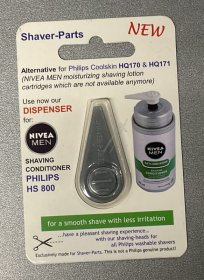 Shaver-Parts
NEW
Alternative for Philips Coolskin HQ170 & HQ171
(NIVEA MEN moisturizing shaving lotion
cartridges which are not available anymore)
Use now our
DISPENSER
for:
NIVEA
MEN
SHAVING
CONDITIONER
PHILIPS
HS 800
NIVEA
MEN
for a smooth shave with less irritation
...have a pleasant shaving experience...
with our shaving-heads for
all Philips washable shavers
Exclusively made for Shaver-Parts. This is not a Philips genuine product!